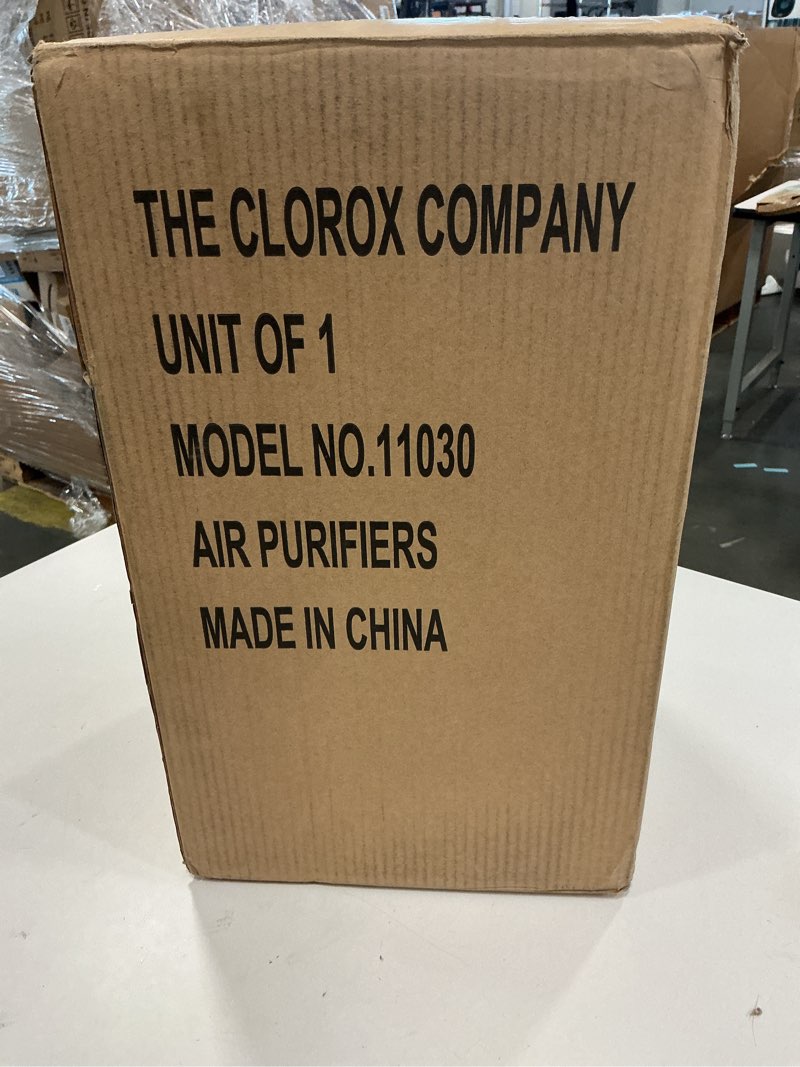 THE CLOROX COMPANY
UNIT OF 1
MODEL NO.11030
AIR PURIFIERS
MADE IN CHINA